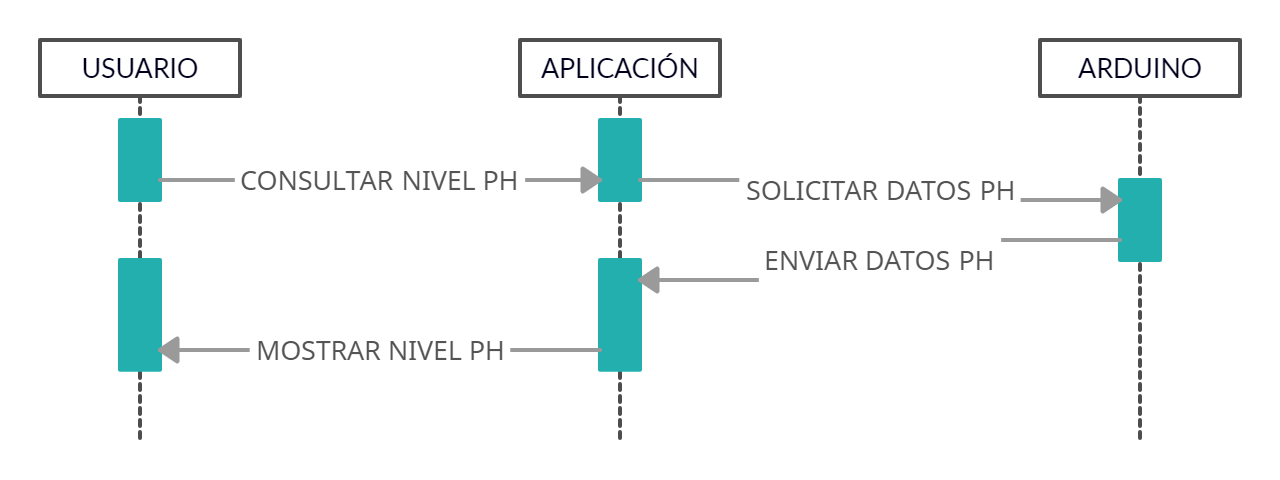 USUARIO
APLICACIÓN
ARDUINO
CONSULTAR NIVEL PH
SOLICITAR DATOS PH
ENVIAR DATOS PH
MOSTRAR NIVEL PH